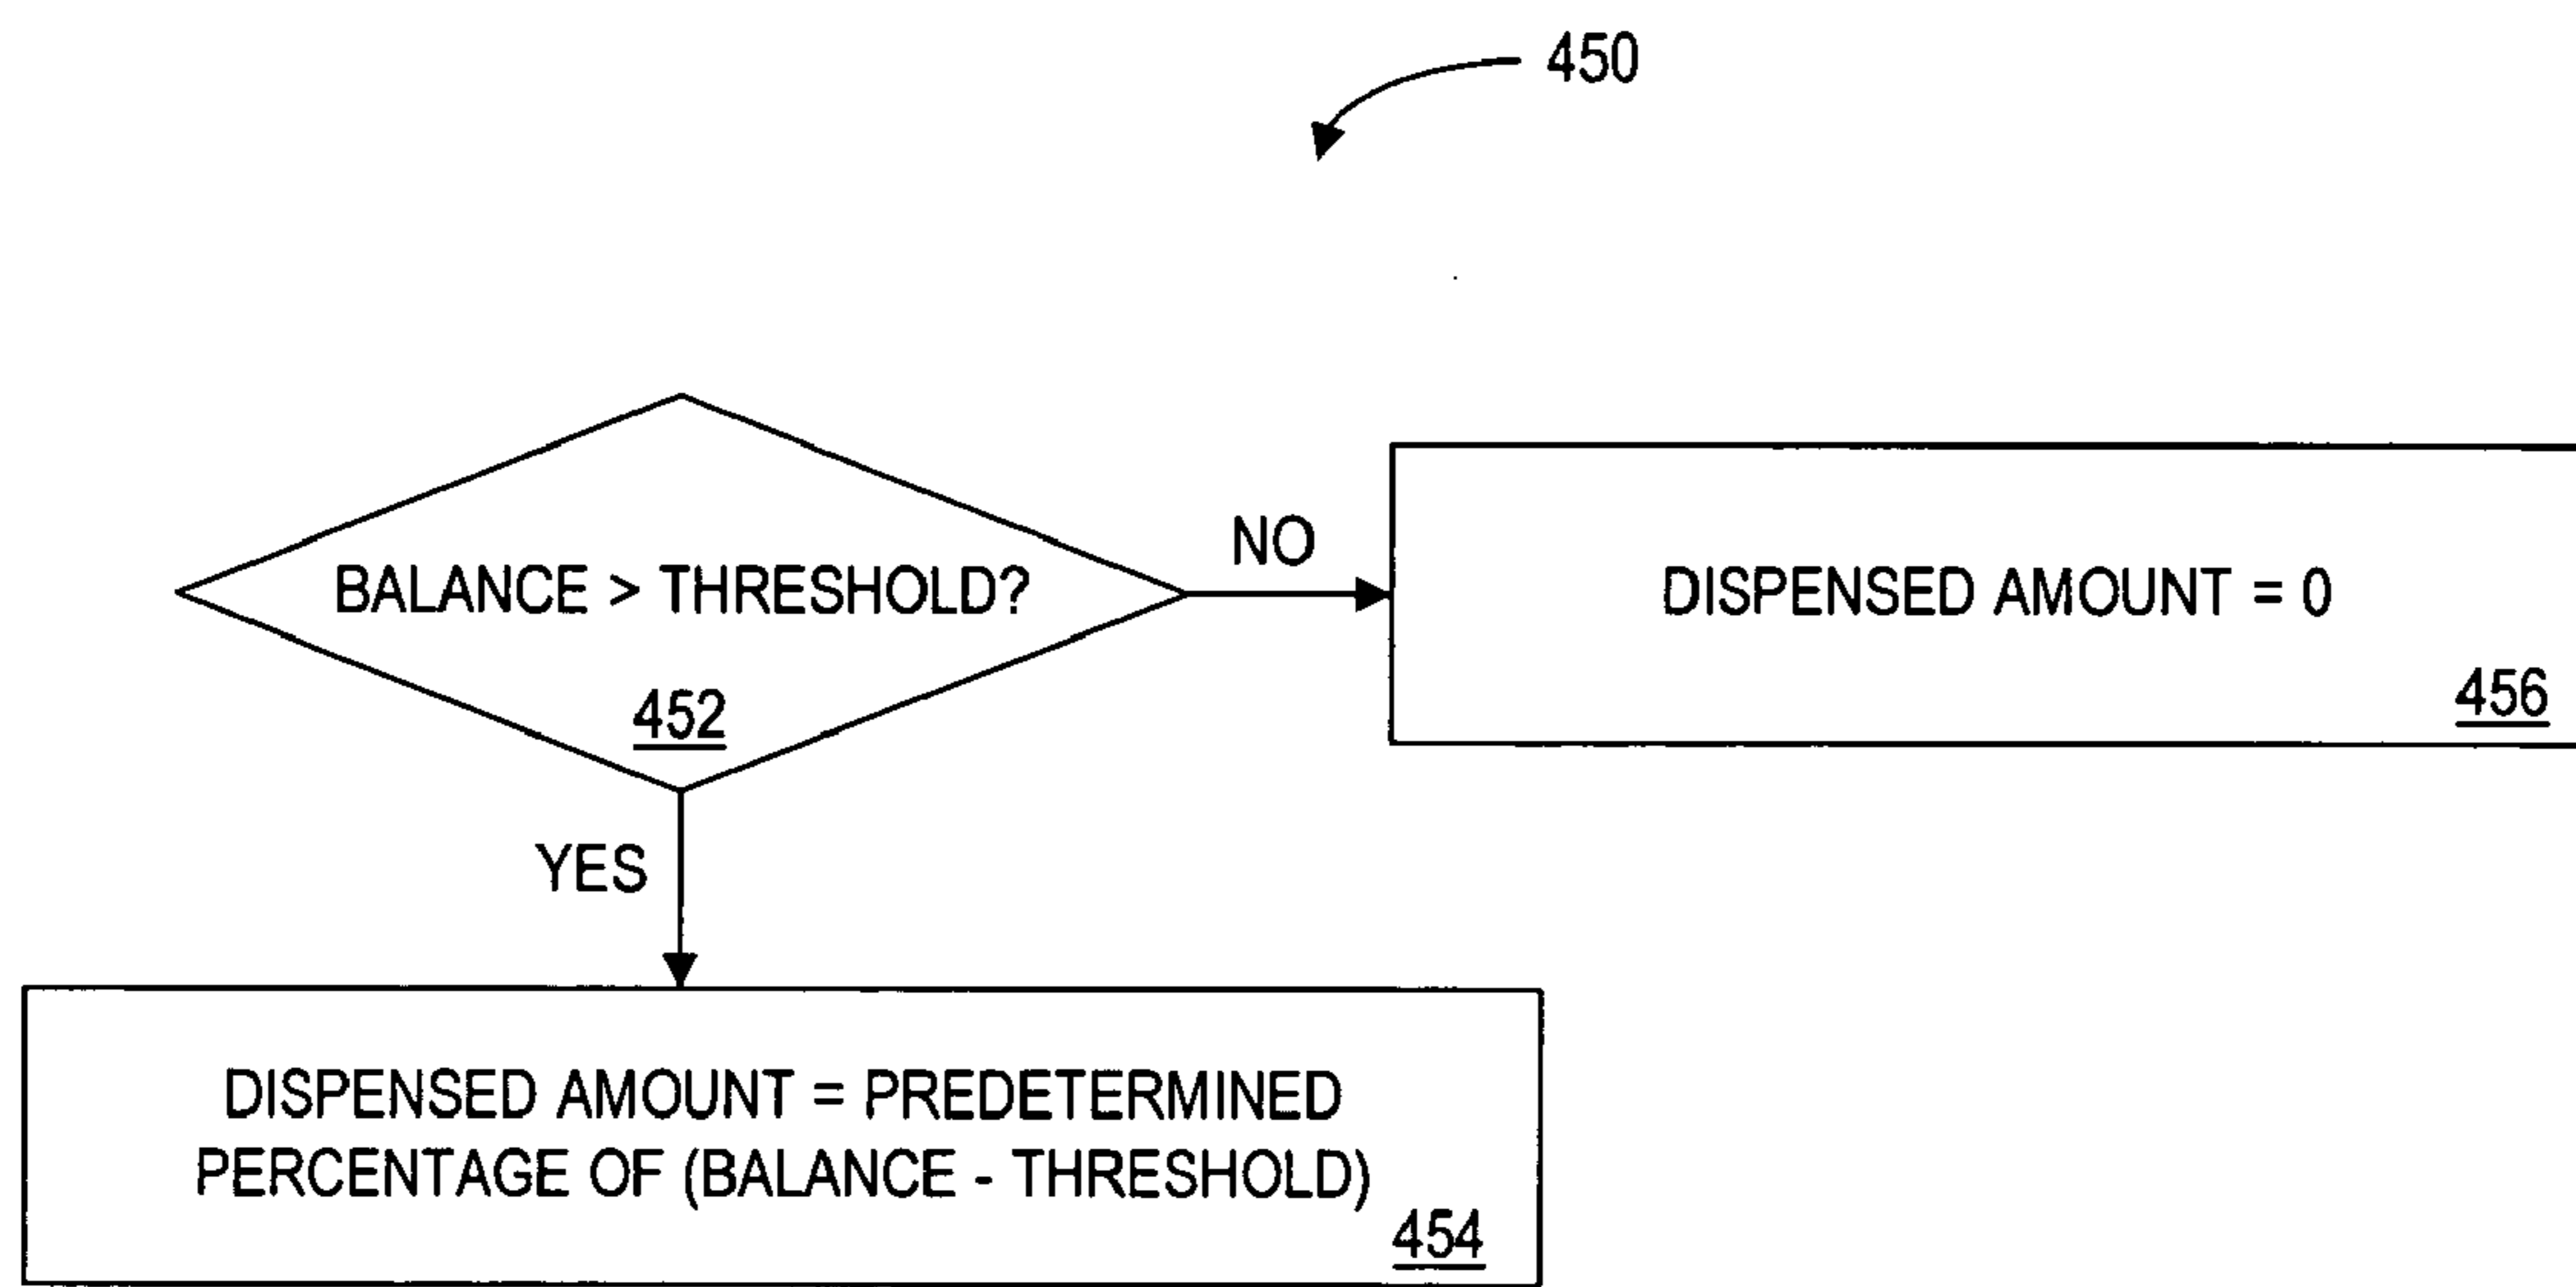 450
BALANCE > THRESHOLD?
452
NO
DISPENSED AMOUNT = 0
456
YES
DISPENSED AMOUNT = PREDETERMINED
PERCENTAGE OF (BALANCE - THRESHOLD)
454